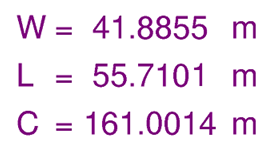 W = 41.8855 m
L = 55.7101 m
C = 161.0014 m